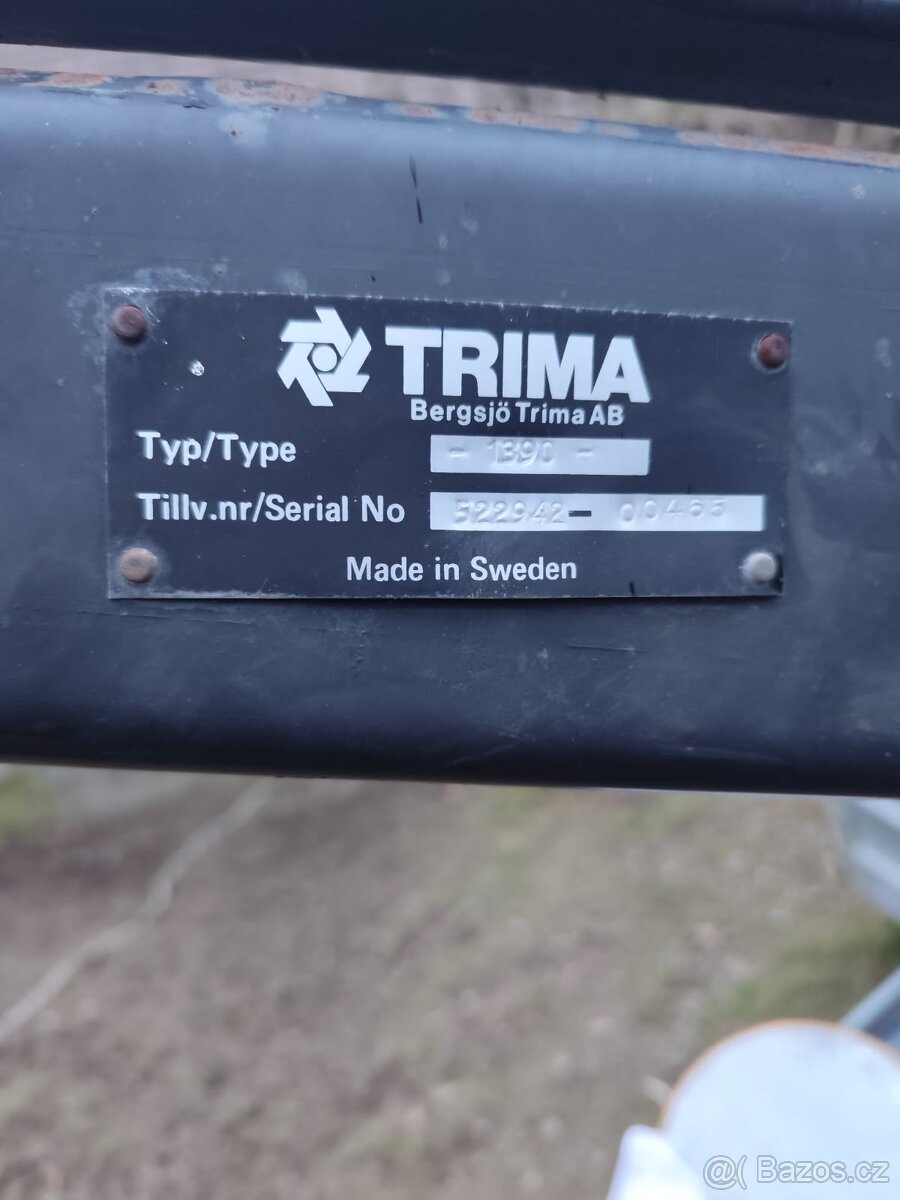 TRIMA
Bergsjö Trima AB
Typ/Type - 1390 -
Tillv.nr/Serial No 522942- 00465
Made in Sweden
@( Bazos.cz